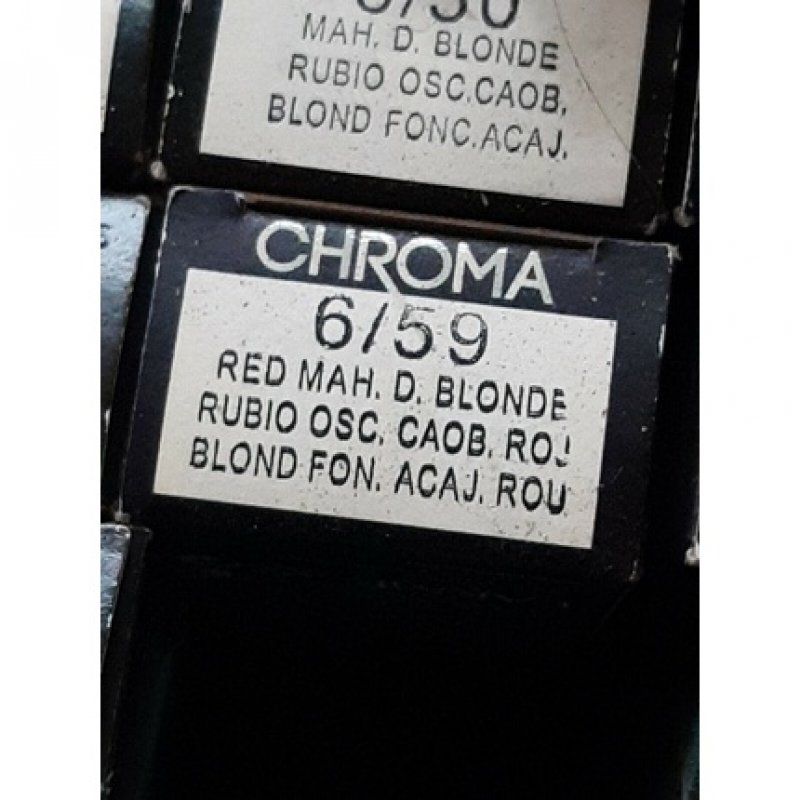 MAH. D. BLONDE
RUBIO OSC.CAOB.
BLOND FONC.ACAJ.
CHROMA
6/59
RED MAH. D. BLONDE
RUBIO OSC. CAOB. ROJ
BLOND FON. ACAJ. ROU